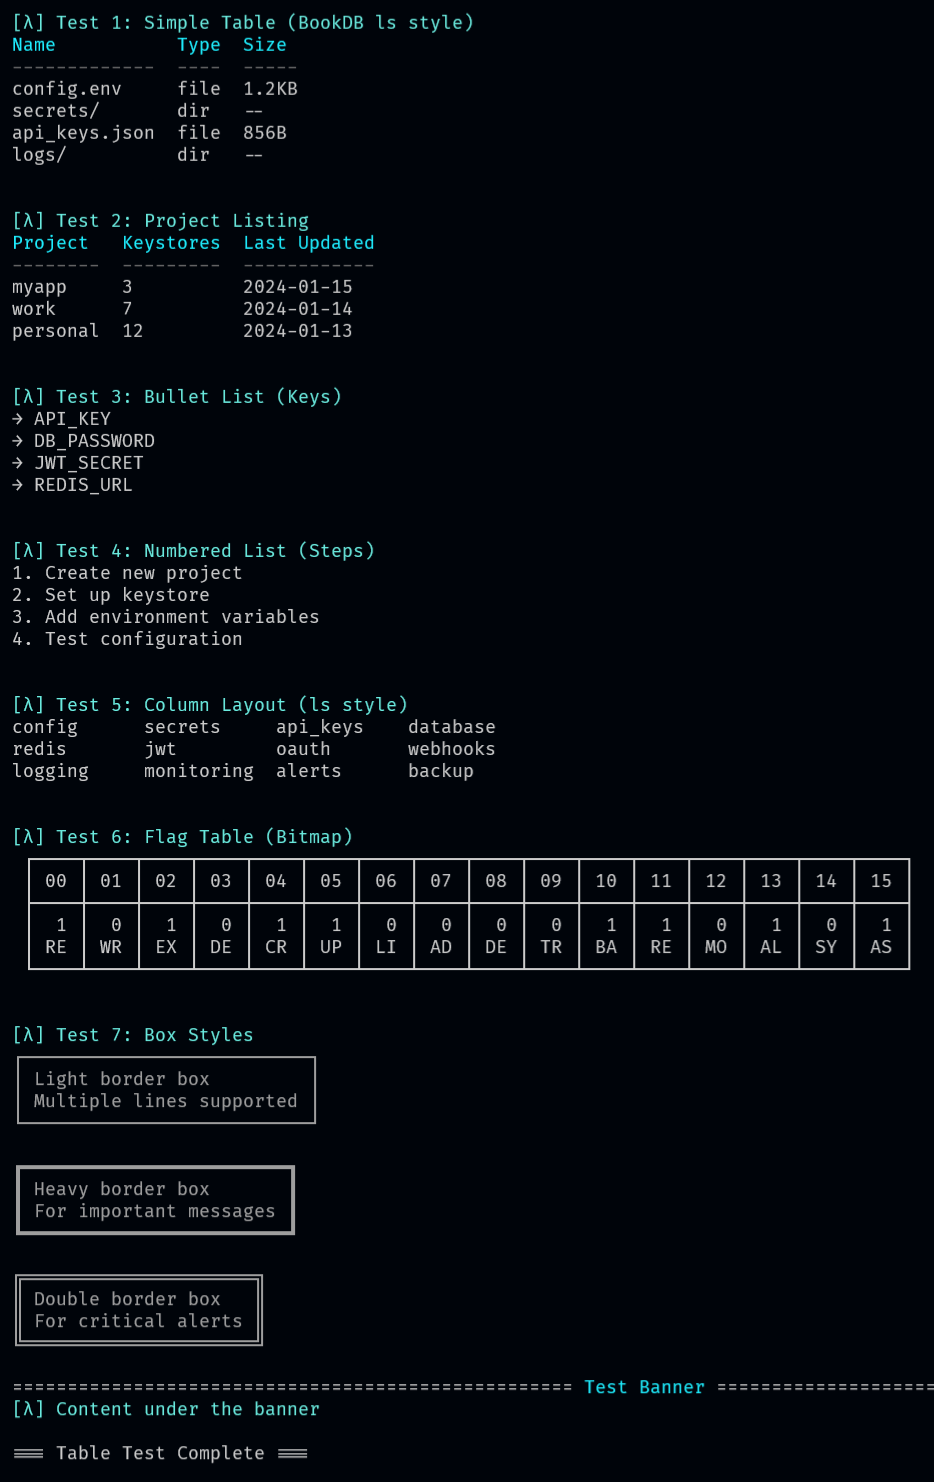 [λ] Test 1: Simple Table (BookDB ls style)
Name           Type  Size
-------------  ----  -----
config.env     file  1.2KB
secrets/       dir   --
api_keys.json  file  856B
logs/          dir   --
[λ] Test 2: Project Listing
Project   Keystores  Last Updated
--------  ---------  ------------
myapp     3          2024-01-15
work      7          2024-01-14
personal  12         2024-01-13
[λ] Test 3: Bullet List (Keys)
→ API_KEY
→ DB_PASSWORD
→ JWT_SECRET
→ REDIS_URL
[λ] Test 4: Numbered List (Steps)
1. Create new project
2. Set up keystore
3. Add environment variables
4. Test configuration
[λ] Test 5: Column Layout (ls style)
config      secrets     api_keys    database
redis       jwt         oauth       webhooks
logging     monitoring  alerts      backup
[λ] Test 6: Flag Table (Bitmap)
00 01 02 03 04 05 06 07 08 09 10 11 12 13 14 15
1 0 1 0 1 1 0 0 0 0 1 1 0 1 0 1
RE WR EX DE CR UP LI AD DE TR BA RE MO AL SY AS
[λ] Test 7: Box Styles
Light border box
Multiple lines supported
Heavy border box
For important messages
Double border box
For critical alerts
=================================================== Test Banner ====================
[λ] Content under the banner
=== Table Test Complete ===